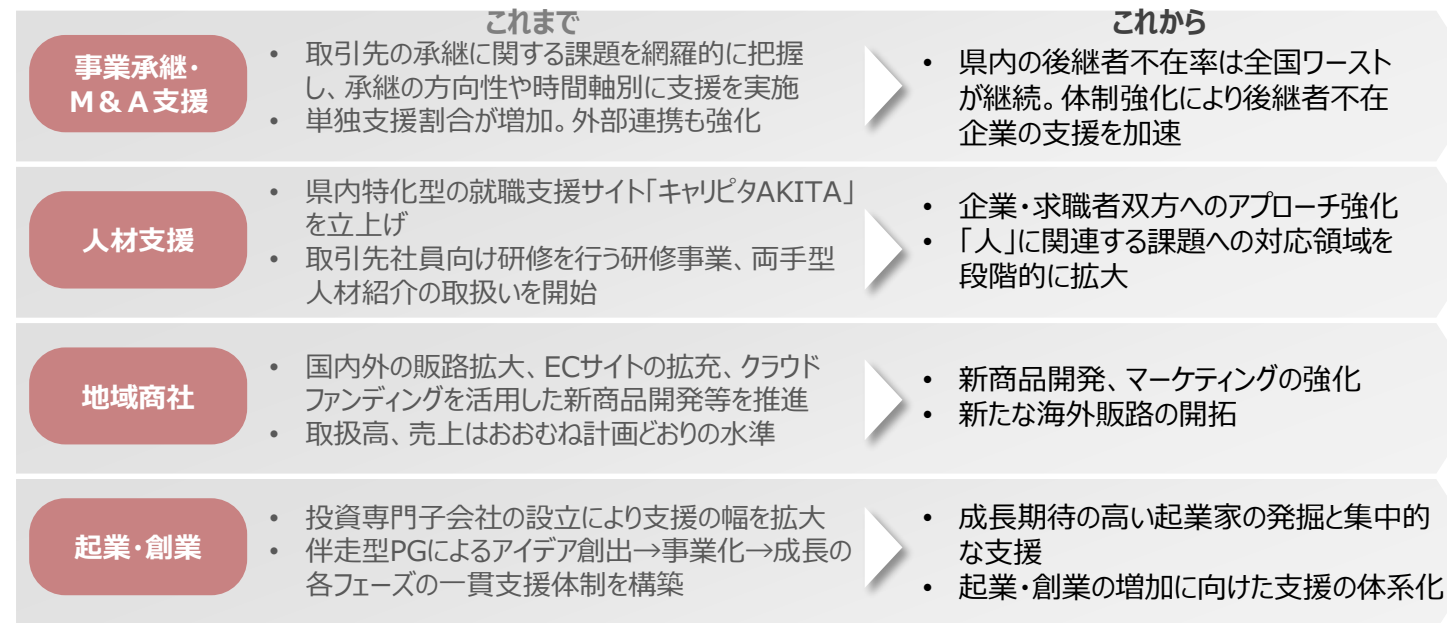 これまで
これから
事業承継・
M&A支援
• 取引先の承継に関する課題を網羅的に把握
し、承継の方向性や時間軸別に支援を実施
• 単独支援割合が増加。外部連携も強化
• 県内の後継者不在率は全国ワースト
が継続。体制強化により後継者不在
企業の支援を加速
人材支援
• 県内特化型の就職支援サイト「キャリピタAKITA」
を立上げ
• 取引先社員向け研修を行う研修事業、両手型
人材紹介の取扱いを開始
• 企業・求職者双方へのアプローチ強化
• 「人」に関連する課題への対応領域を
段階的に拡大
地域商社
• 国内外の販路拡大、ECサイトの拡充、クラウド
ファンディングを活用した新商品開発等を推進
• 取扱高、売上はおおむね計画どおりの水準
• 新商品開発、マーケティングの強化
• 新たな海外販路の開拓
起業・創業
• 投資専門子会社の設立により支援の幅を拡大
• 伴走型PGによるアイデア創出→事業化→成長の
各フェーズの一貫支援体制を構築
• 成長期待の高い起業家の発掘と集中的
な支援
• 起業・創業の増加に向けた支援の体系化